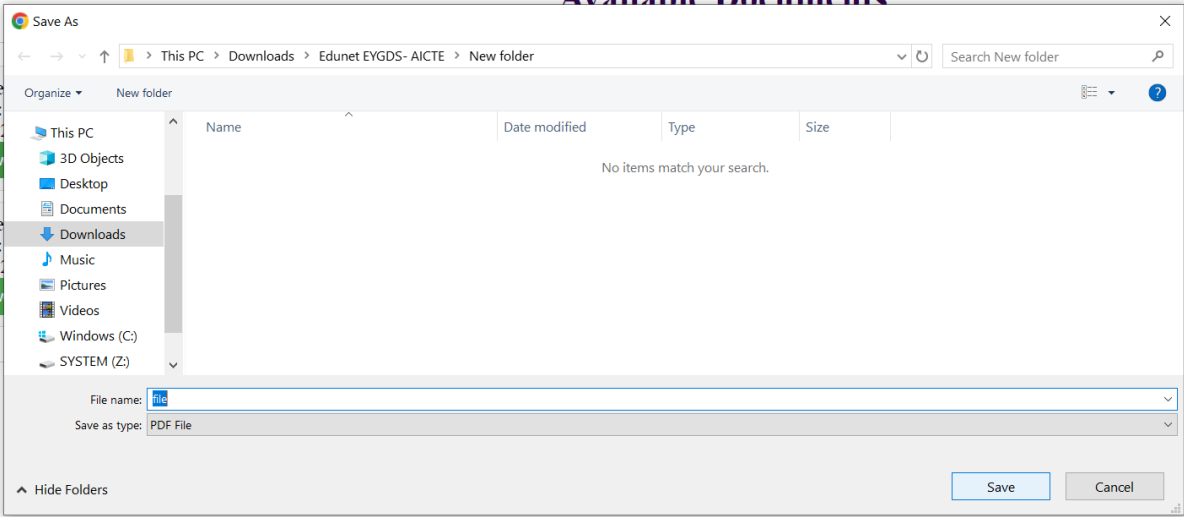 Available Documents
Save As
This PC > Downloads > Edunet EYGDS- AICTE > New folder
Search New folder
Organize
New folder
?
This PC
3D Objects
Desktop
Documents
Downloads
Music
Pictures
Videos
Windows (C:)
SYSTEM (Z:)
Name
Date modified
Type
Size
No items match your search.
File name: file
Save as type: PDF File
Hide Folders
Save
Cancel